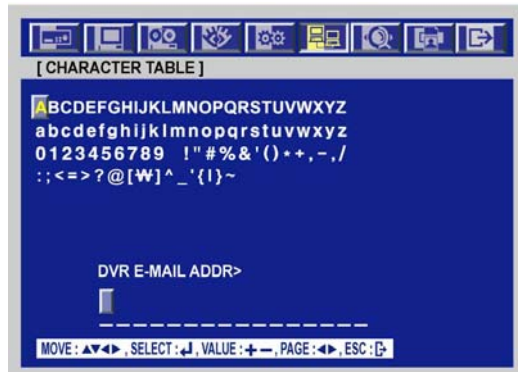 [ CHARACTER TABLE ]
ABCDEFGHIJKLMNOPQRSTUVWXYZ
abcdefghijklmnopqrstuvwxyz
0123456789 !"#%&'()*+,-,/
:;<=>?@[₩]^_'{|}~
DVR E-MAIL ADDR>
MOVE : ▲▼◀▶ , SELECT : ↲ , VALUE : + – , PAGE : ◀▶ , ESC :